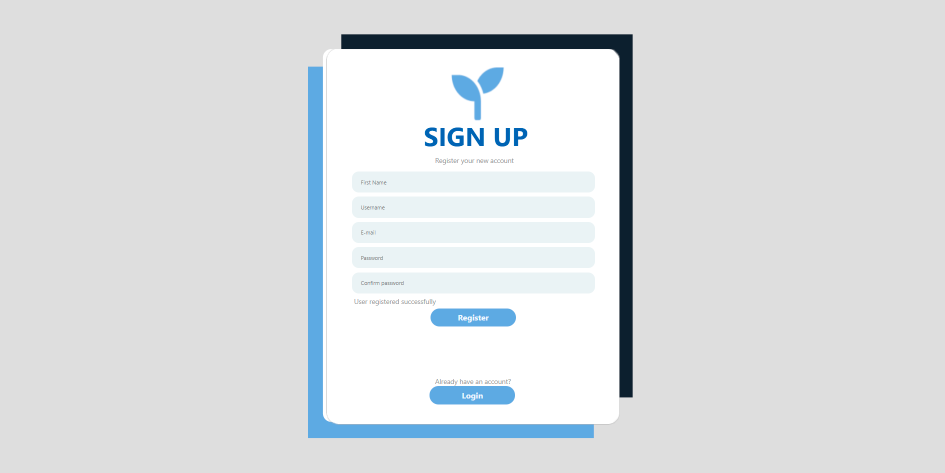 SIGN UP
Register your new account
First Name
Username
E-mail
Password
Confirm password
User registered successfully
Register
Already have an account?
Login